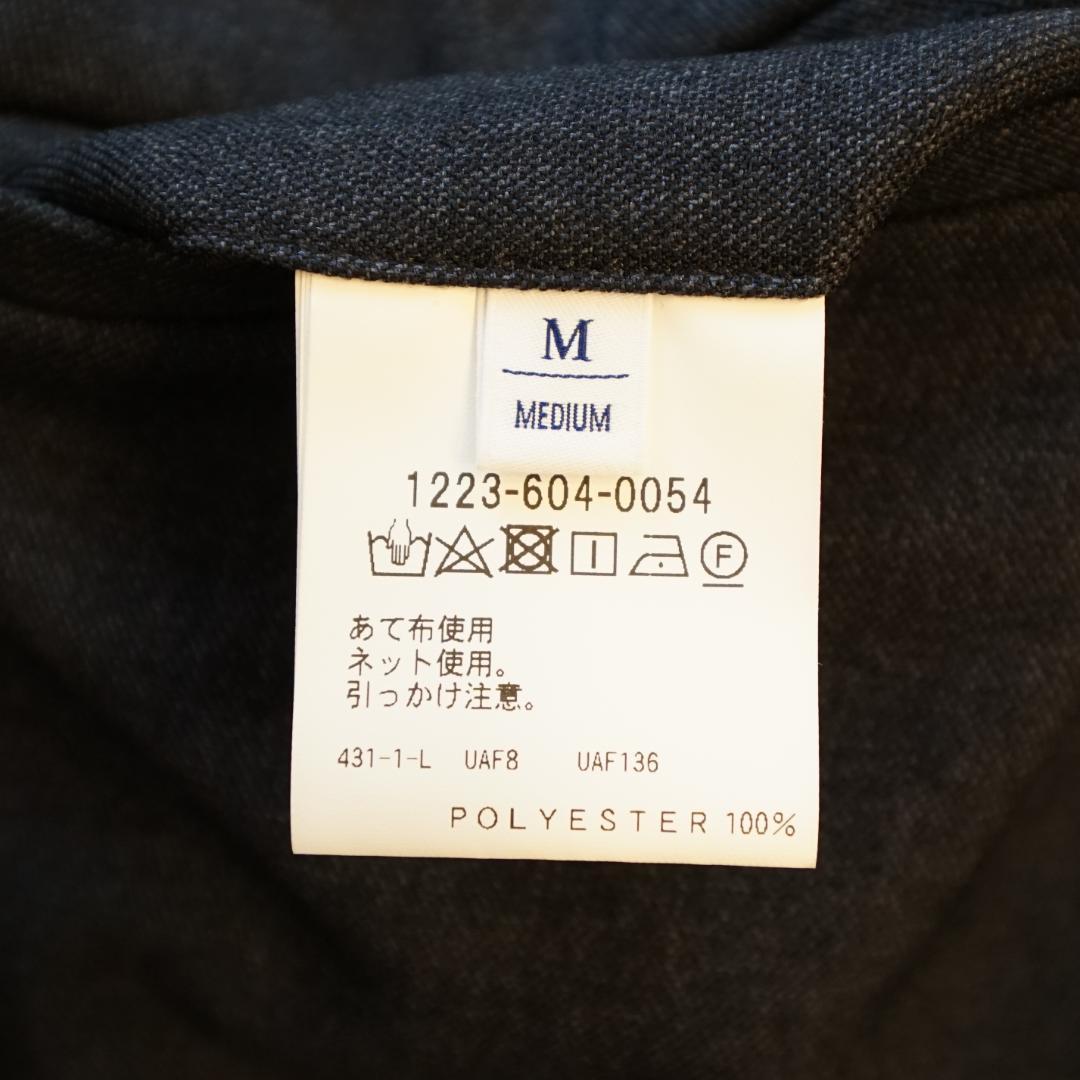 M
MEDIUM
1223-604-0054
F
あて布使用
ネット使用。
引っかけ注意。
431-1-L UAF8 UAF136
POLYESTER 100%